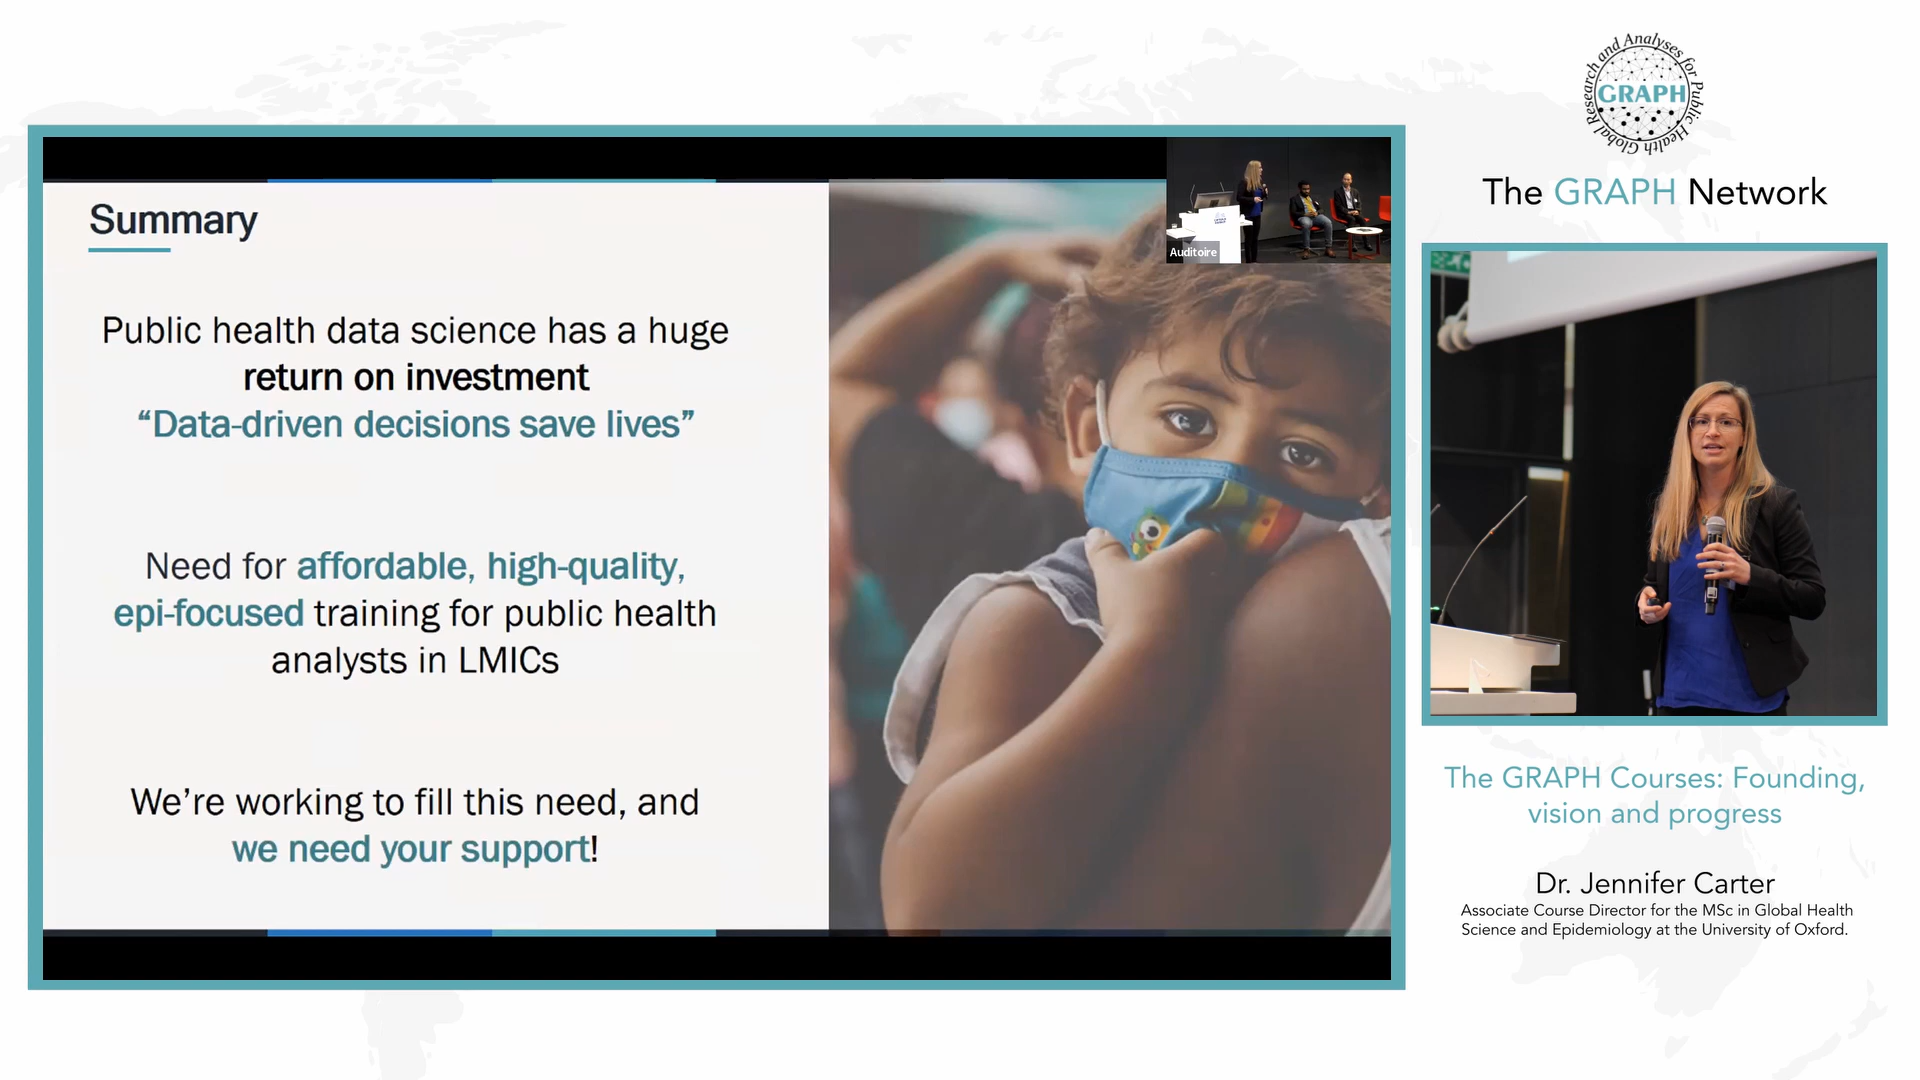 Summary
Public health data science has a huge
return on investment
“Data-driven decisions save lives”
Need for affordable, high-quality,
epi-focused training for public health
analysts in LMICs
We’re working to fill this need, and
we need your support!
Auditoire
Global Research and Analyses for Public Health
GRAPH
The GRAPH Network
The GRAPH Courses: Founding,
vision and progress
Dr. Jennifer Carter
Associate Course Director for the MSc in Global Health
Science and Epidemiology at the University of Oxford.